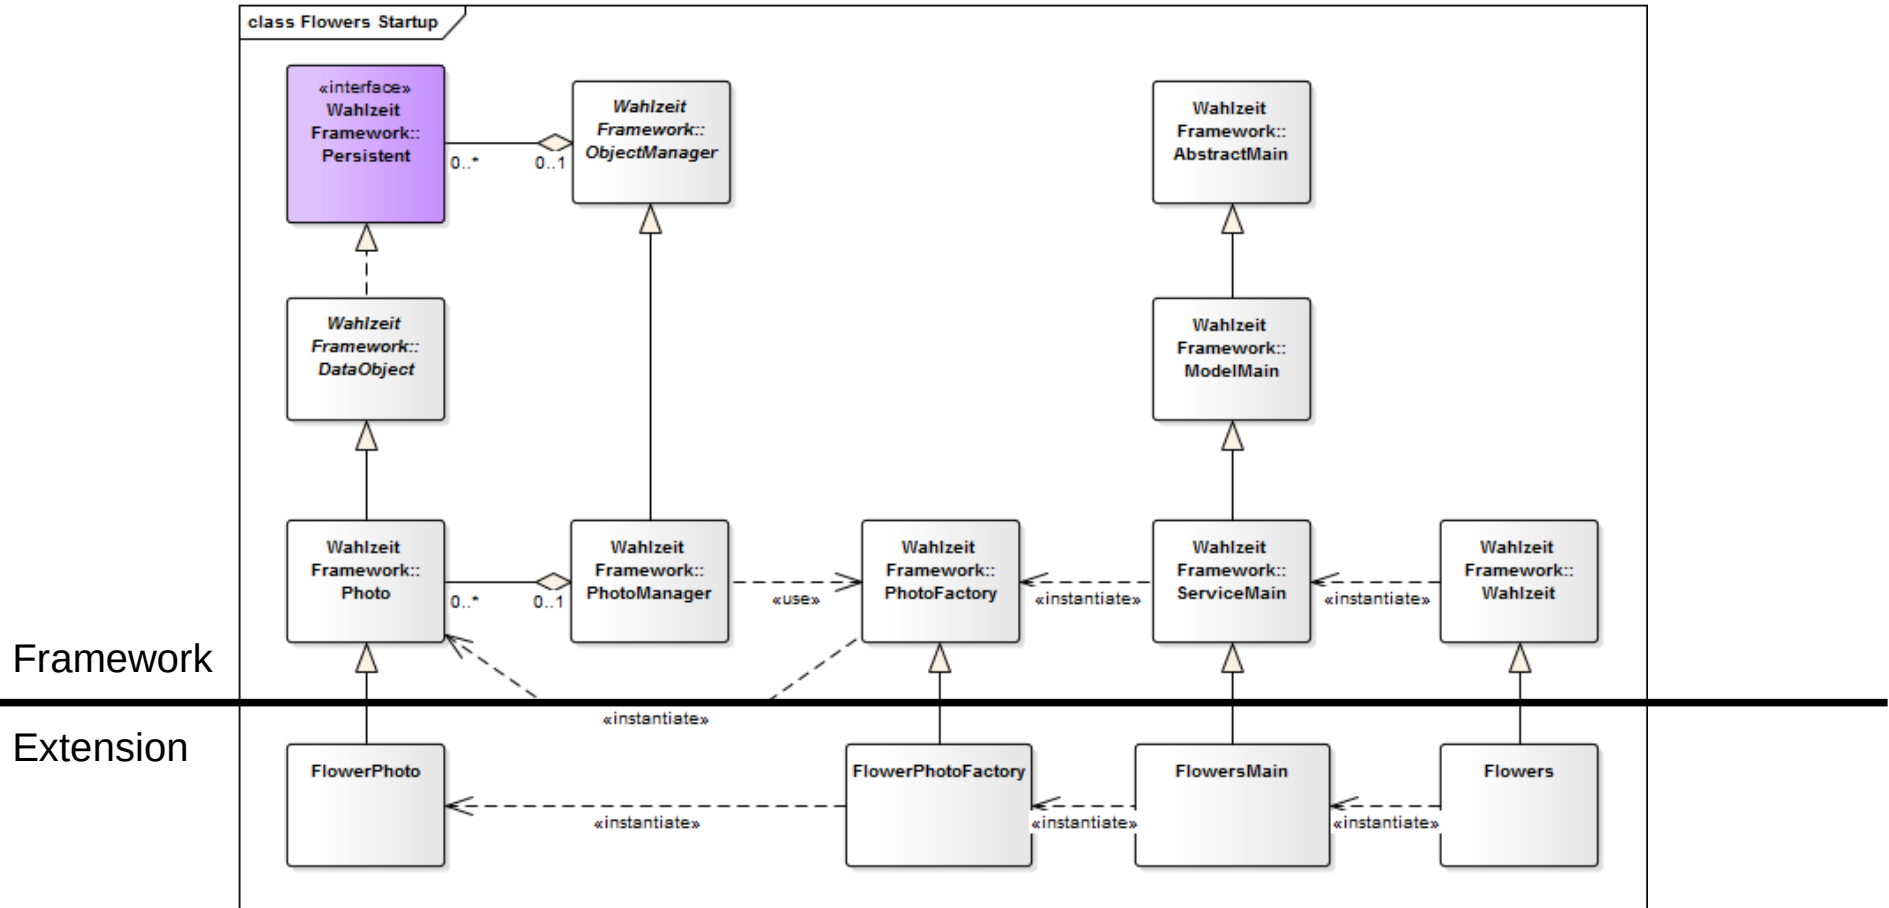 class Flowers Startup
«interface»
Wahlzeit
Framework::
Persistent
0..*
0..1
Wahlzeit
Framework::
ObjectManager
Wahlzeit
Framework::
AbstractMain
Wahlzeit
Framework::
DataObject
Wahlzeit
Framework::
ModelMain
Wahlzeit
Framework::
Photo
0..*
0..1
Wahlzeit
Framework::
PhotoManager
«use»
Wahlzeit
Framework::
PhotoFactory
«instantiate»
Wahlzeit
Framework::
ServiceMain
«instantiate»
Wahlzeit
Framework::
Wahlzeit
Framework
«instantiate»
Extension
FlowerPhoto
«instantiate»
FlowerPhotoFactory
«instantiate»
FlowersMain
«instantiate»
Flowers